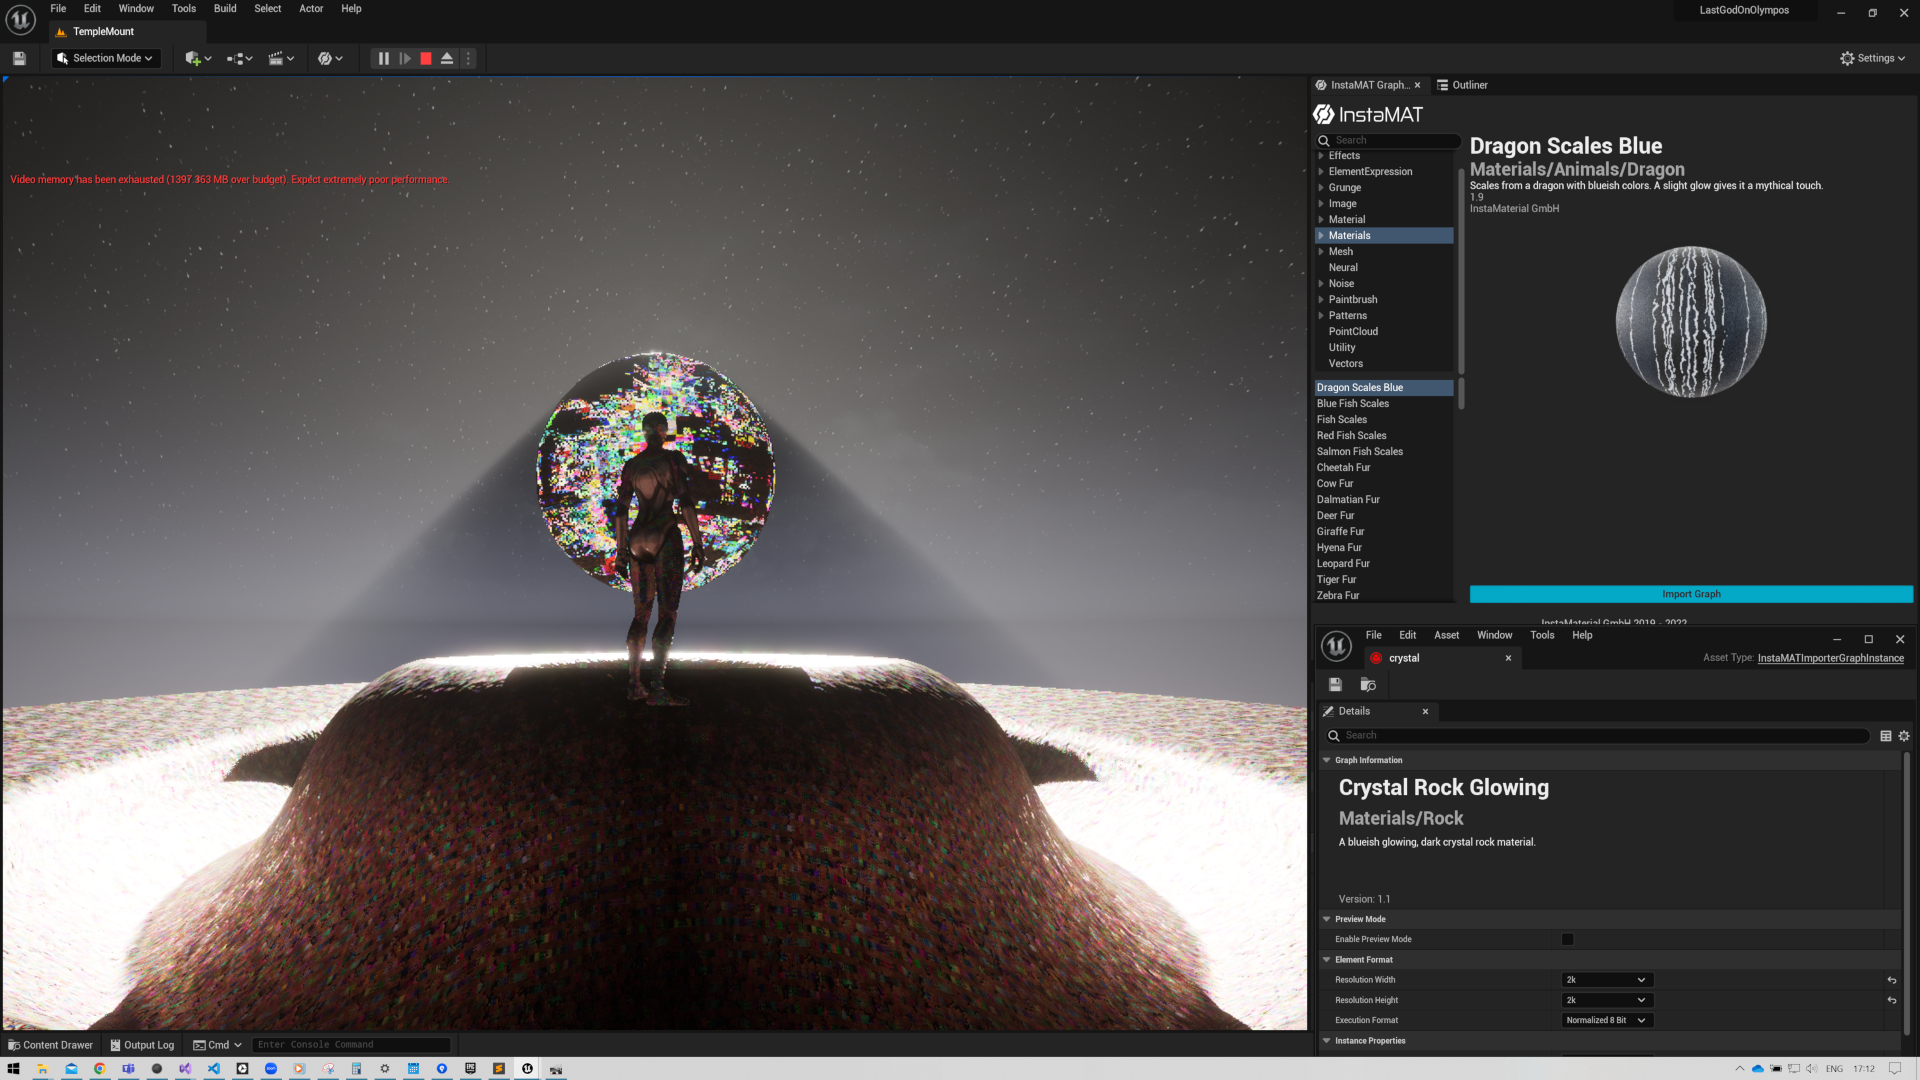 File Edit Window Tools Build Select Actor Help
LastGodOnOlympos
TempleMount
Selection Mode
Settings
Video memory has been exhausted (1397.363 MB over budget). Expect extremely poor performance.
InstaMAT Graph...
Outliner
InstaMAT
Search
Effects
ElementExpression
Grunge
Image
Material
Materials
Mesh
Neural
Noise
Paintbrush
Patterns
PointCloud
Utility
Vectors
Dragon Scales Blue
Blue Fish Scales
Fish Scales
Red Fish Scales
Salmon Fish Scales
Cheetah Fur
Cow Fur
Dalmatian Fur
Deer Fur
Giraffe Fur
Hyena Fur
Leopard Fur
Tiger Fur
Zebra Fur
Dragon Scales Blue
Materials/Animals/Dragon
Scales from a dragon with blueish colors. A slight glow gives it a mythical touch.
1.9
InstaMaterial GmbH
Import Graph
InstaMaterial GmbH 2019 - 2022
File Edit Asset Window Tools Help
crystal
Asset Type: InstaMATImporterGraphInstance
Details
Search
Graph Information
Crystal Rock Glowing
Materials/Rock
A blueish glowing, dark crystal rock material.
Version: 1.1
Preview Mode
Enable Preview Mode
Element Format
Resolution Width 2k
Resolution Height 2k
Execution Format Normalized 8 Bit
Instance Properties
Content Drawer Output Log Cmd Enter Console Command
ENG 17:12